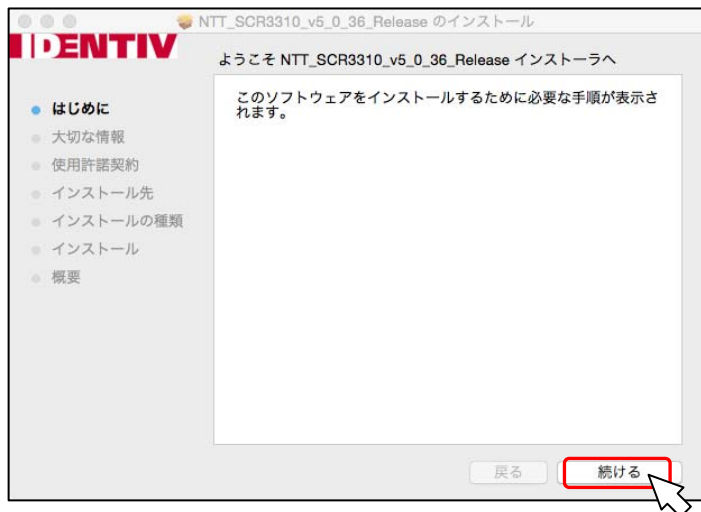 NTT_SCR3310_v5_0_36_Release のインストール
IDENTIV
ようこそ NTT_SCR3310_v5_0_36_Release インストーラへ
はじめに
大切な情報
使用許諾契約
インストール先
インストールの種類
インストール
概要
このソフトウェアをインストールするために必要な手順が表示さ
れます。
戻る
続ける